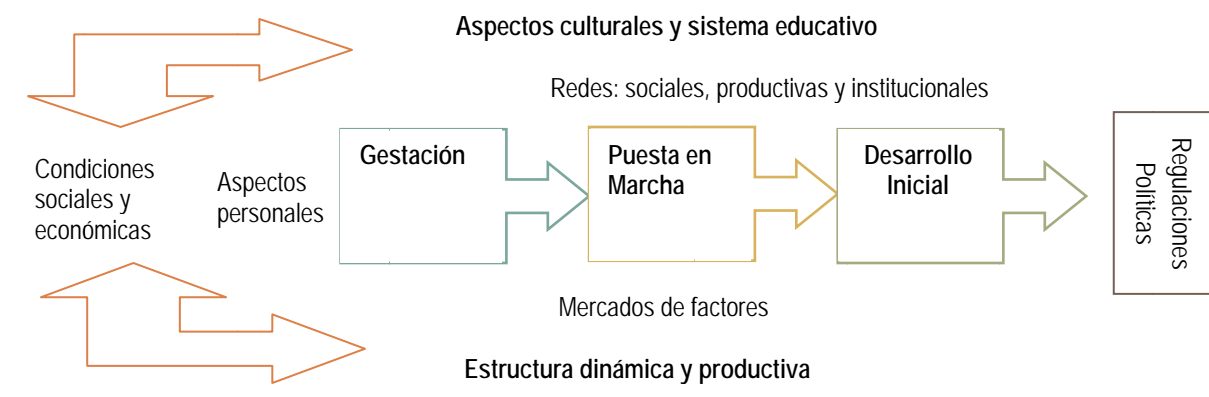 Aspectos culturales y sistema educativo
Redes: sociales, productivas y institucionales
Condiciones
sociales y
económicas
Aspectos
personales
Gestación
Puesta en
Marcha
Desarrollo
Inicial
Regulaciones
Políticas
Mercados de factores
Estructura dinámica y productiva